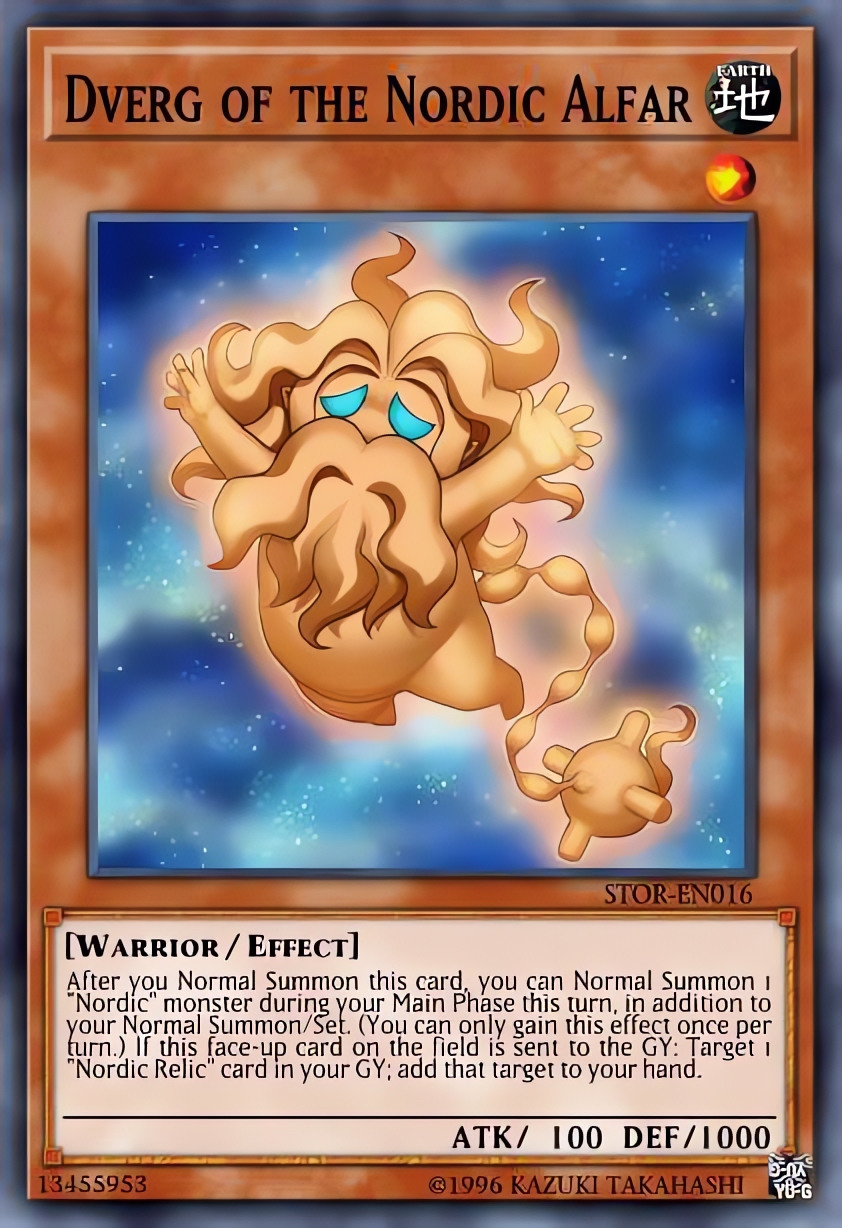 DVERG OF THE NORDIC ALFAR
EARTH
地
STOR-EN016
[WARRIOR / EFFECT]
After you Normal Summon this card, you can Normal Summon 1
"Nordic" monster during your Main Phase this turn, in addition to
your Normal Summon/Set. (You can only gain this effect once per
turn.) If this face-up card on the field is sent to the GY: Target 1
"Nordic Relic" card in your GY; add that target to your hand.
ATK/ 100 DEF/1000
13455953
©1996 KAZUKI TAKAHASHI